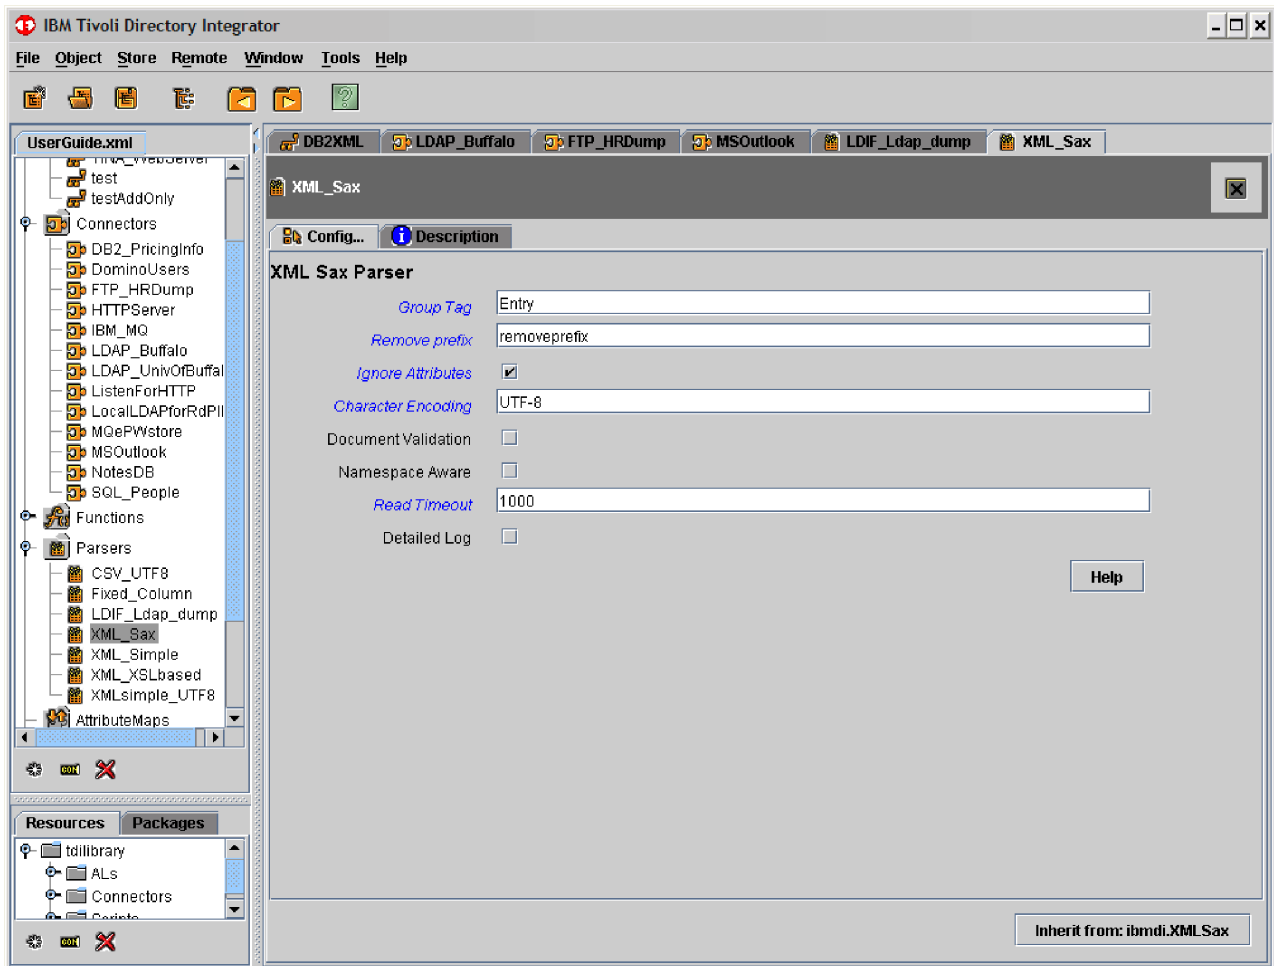 IBM Tivoli Directory Integrator
File Object Store Remote Window Tools Help
UserGuide.xml
DB2XML LDAP_Buffalo FTP_HRDump MSOutlook LDIF_Ldap_dump XML_Sax
test
testAddOnly
Connectors
DB2_PricingInfo
DominoUsers
FTP_HRDump
HTTPServer
IBM_MQ
LDAP_Buffalo
LDAP_UnivOfBuffal
ListenForHTTP
LocalLDAPforRdPII
MQePWstore
MSOutlook
NotesDB
SQL_People
Functions
Parsers
CSV_UTF8
Fixed_Column
LDIF_Ldap_dump
XML_Sax
XML_Simple
XML_XSLbased
XMLsimple_UTF8
AttributeMaps
Resources Packages
tdilibrary
ALs
Connectors
Scripts
XML_Sax
Config... Description
XML Sax Parser
Group Tag Entry
Remove prefix removeprefix
Ignore Attributes
Character Encoding UTF-8
Document Validation
Namespace Aware
Read Timeout 1000
Detailed Log
Help
Inherit from: ibmdi.XMLSax